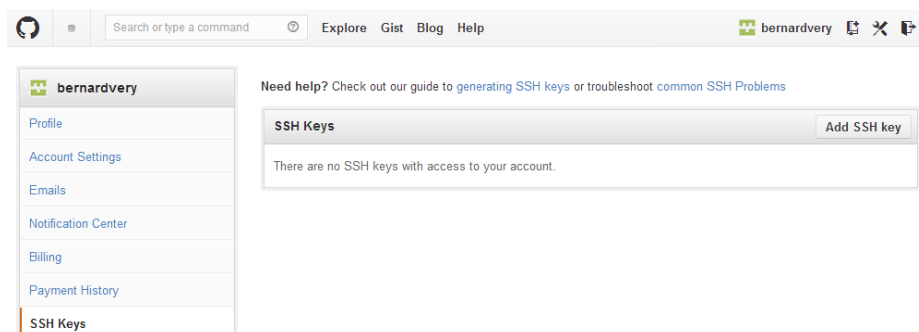 Search or type a command Explore Gist Blog Help bernardvery
bernardvery
Need help? Check out our guide to generating SSH keys or troubleshoot common SSH Problems
Profile
SSH Keys Add SSH key
Account Settings
There are no SSH keys with access to your account.
Emails
Notification Center
Billing
Payment History
SSH Keys